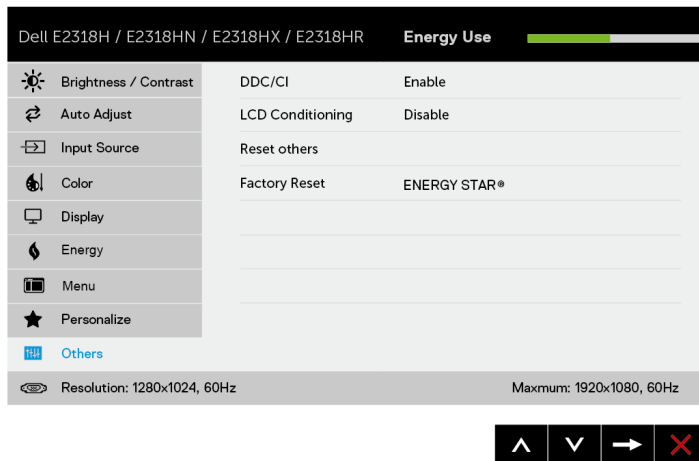 Dell E2318H / E2318HN / E2318HX / E2318HR Energy Use
Brightness / Contrast DDC/CI Enable
Auto Adjust LCD Conditioning Disable
Input Source Reset others
Color Factory Reset ENERGY STAR®
Display
Energy
Menu
Personalize
Others
Resolution: 1280x1024, 60Hz Maxmum: 1920x1080, 60Hz